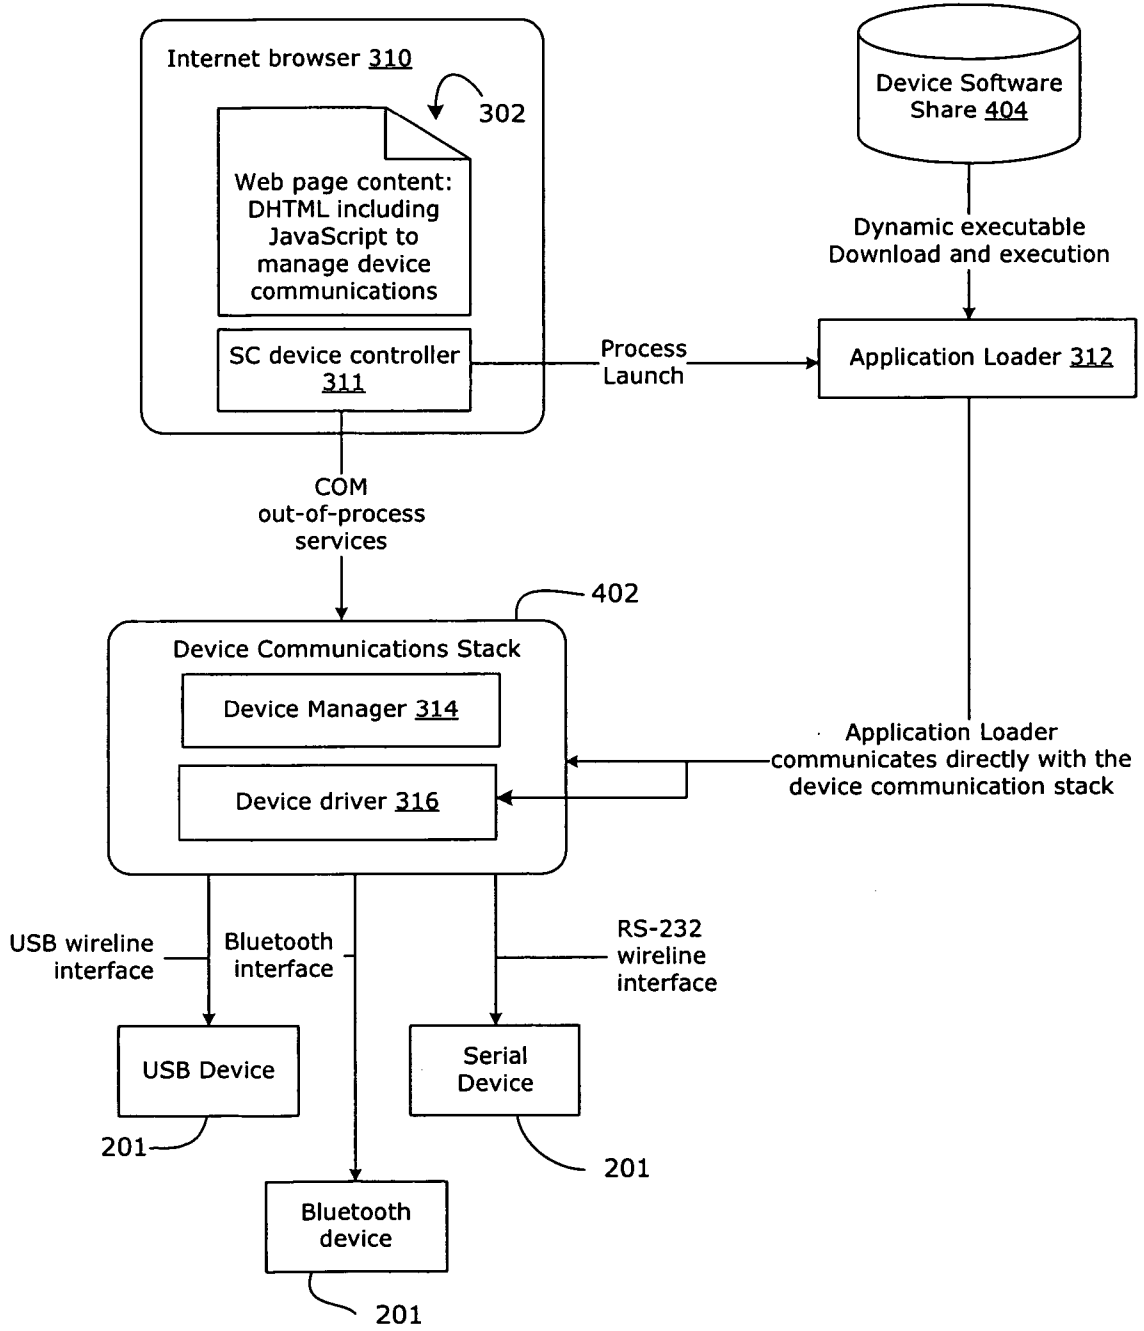 Internet browser 310
302
Web page content:
DHTML including
JavaScript to
manage device
communications
SC device controller
311
Device Software
Share 404
Dynamic executable
Download and execution
Process
Launch
Application Loader 312
COM
out-of-process
services
402
Device Communications Stack
Device Manager 314
Device driver 316
Application Loader
communicates directly with the
device communication stack
USB wireline
interface
Bluetooth
interface
RS-232
wireline
interface
USB Device
201
Serial
Device
201
Bluetooth
device
201